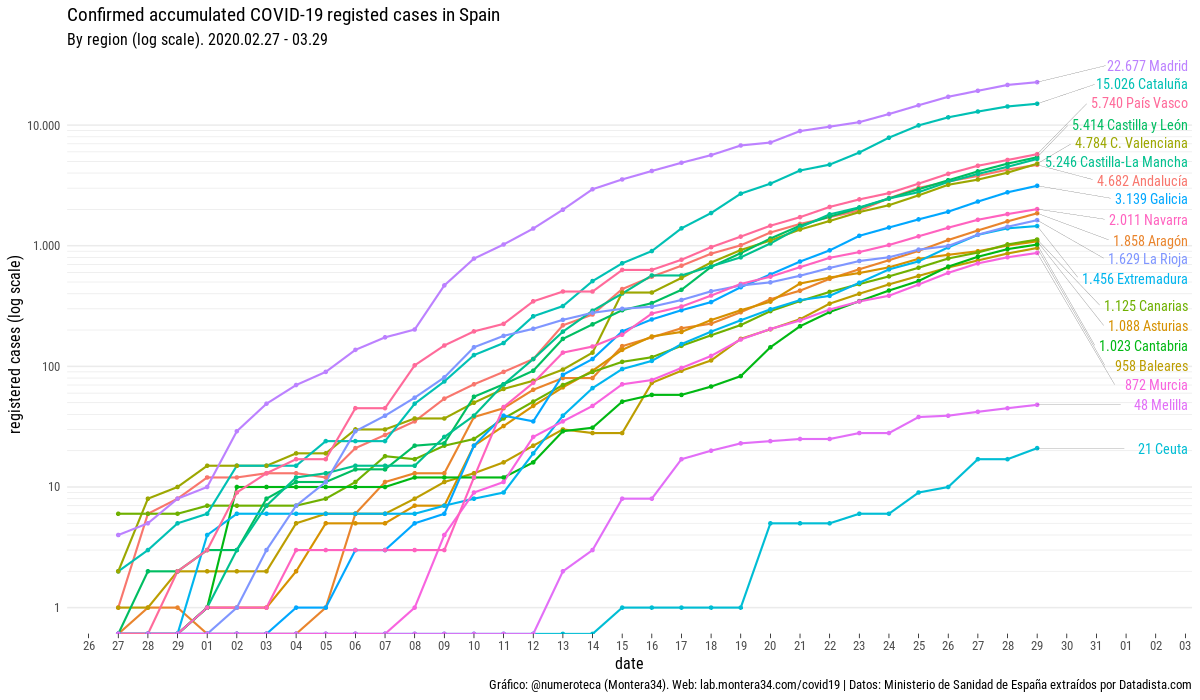 Confirmed accumulated COVID-19 registed cases in Spain
By region (log scale). 2020.02.27 - 03.29
22.677 Madrid
15.026 Cataluña
5.740 País Vasco
5.414 Castilla y León
4.784 C. Valenciana
5.246 Castilla-La Mancha
4.682 Andalucía
3.139 Galicia
2.011 Navarra
1.858 Aragón
1.629 La Rioja
1.456 Extremadura
1.125 Canarias
1.088 Asturias
1.023 Cantabria
958 Baleares
872 Murcia
48 Melilla
21 Ceuta
registered cases (log scale)
10.000
1.000
100
10
1
26 27 28 29 01 02 03 04 05 06 07 08 09 10 11 12 13 14 15 16 17 18 19 20 21 22 23 24 25 26 27 28 29 30 31 01 02 03
date
Gráfico: @numeroteca (Montera34). Web: lab.montera34.com/covid19 | Datos: Ministerio de Sanidad de España extraídos por Datadista.com